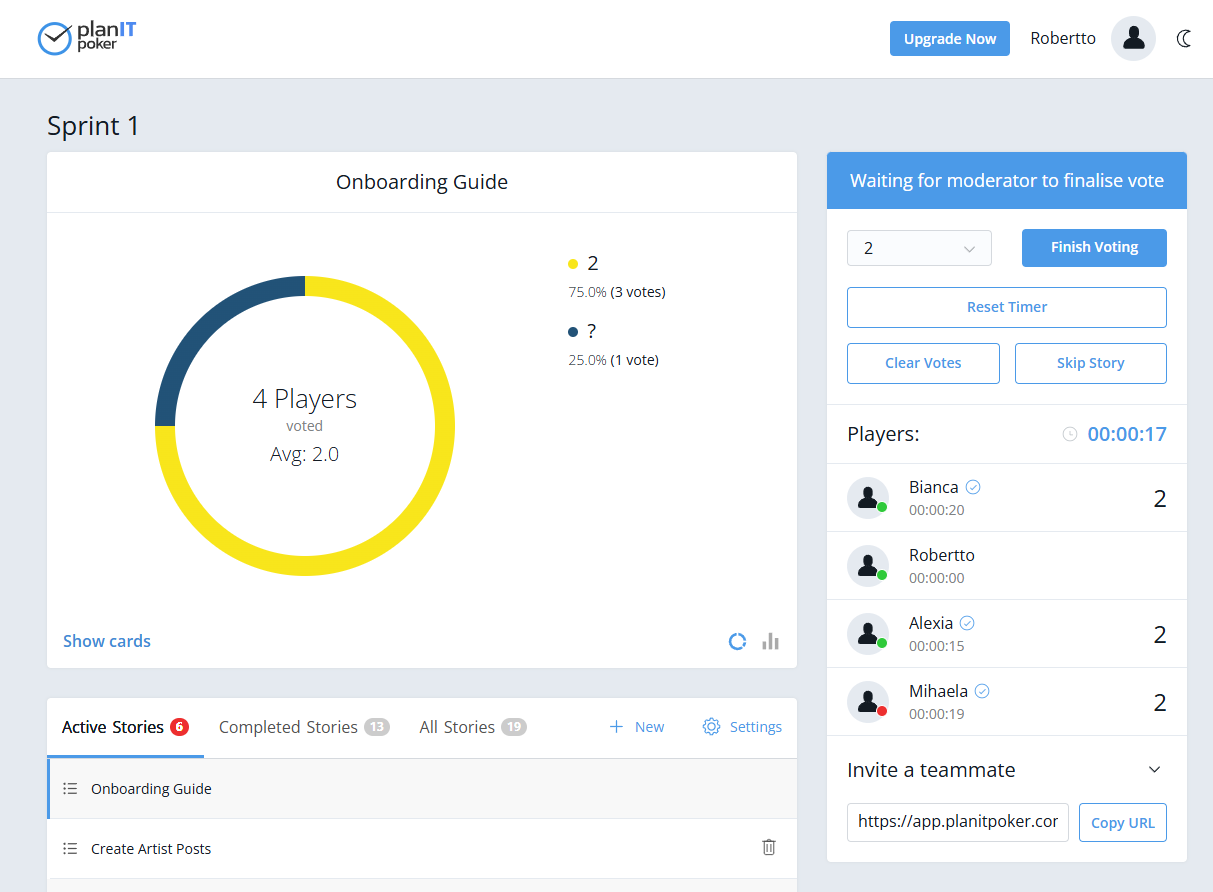 planIT
poker
Upgrade Now
Robertto
Sprint 1
Onboarding Guide
2
75.0% (3 votes)
?
25.0% (1 vote)
4 Players
voted
Avg: 2.0
Show cards
Waiting for moderator to finalise vote
2
Finish Voting
Reset Timer
Clear Votes
Skip Story
Players:
00:00:17
Bianca
00:00:20
2
Robertto
00:00:00
Alexia
00:00:15
2
Mihaela
00:00:19
2
Invite a teammate
https://app.planitpoker.cor
Copy URL
Active Stories 6
Completed Stories 13
All Stories 19
New
Settings
Onboarding Guide
Create Artist Posts